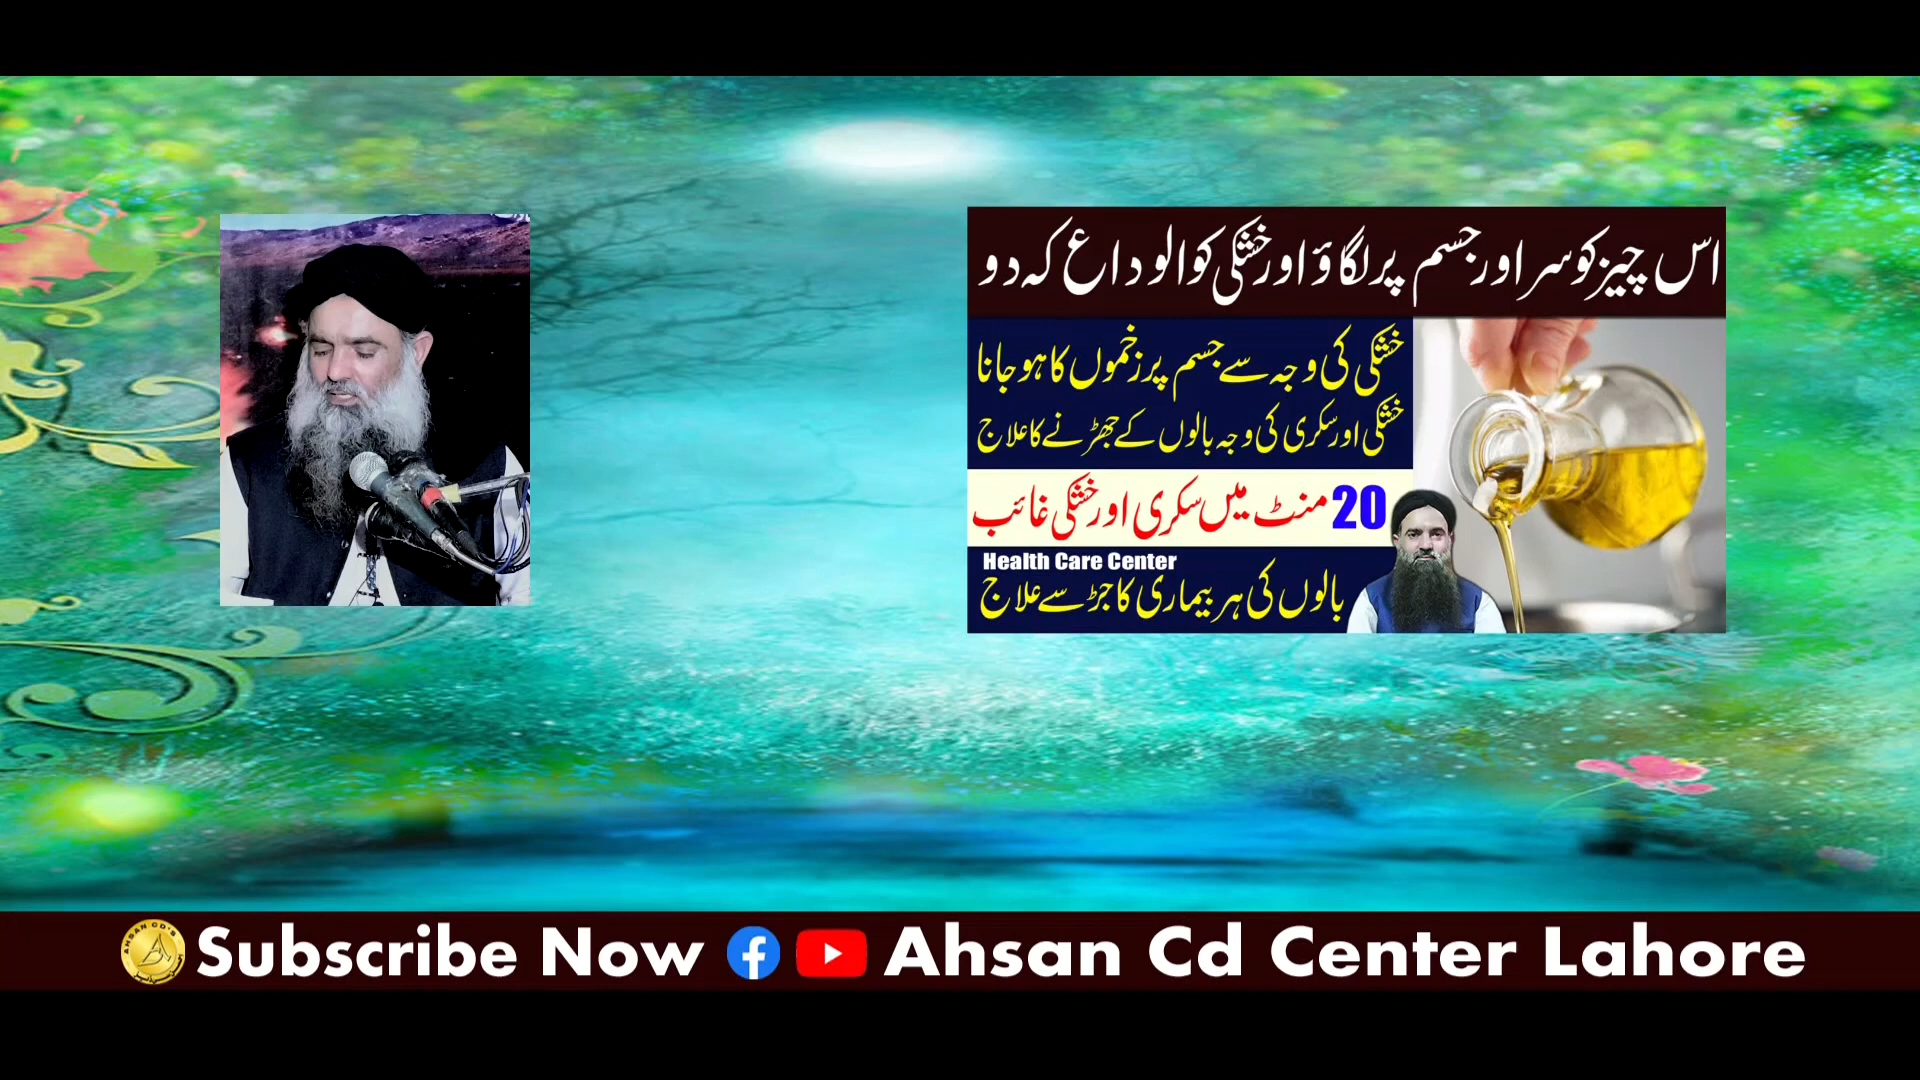 اس چیز کو سر اور جسم پر لگاؤ اور خشکی کو الوداع کہ دو
خشکی کی وجہ سے جسم پر زخموں کا ہو جانا
خشکی اور سکری کی وجہ بالوں کے جھڑنے کا علاج
20 منٹ میں سکری اور خشکی غائب
Health Care Center
بالوں کی ہر بیماری کا جڑ سے علاج
AHSAN CD'S
Subscribe Now Ahsan Cd Center Lahore